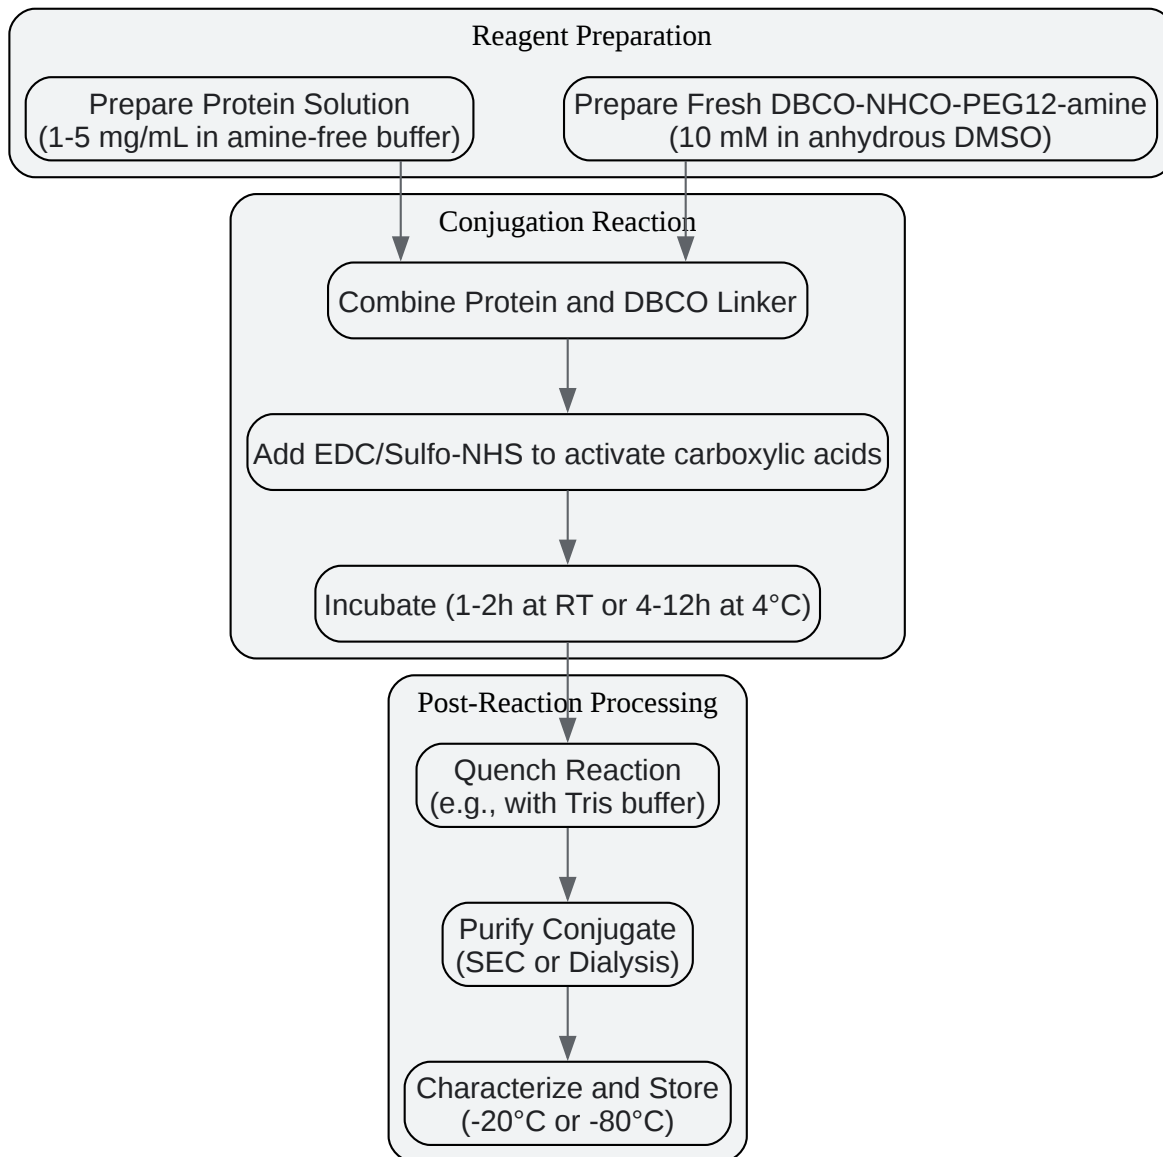 Reagent Preparation
Prepare Protein Solution
(1-5 mg/mL in amine-free buffer)
Prepare Fresh DBCO-NHCO-PEG12-amine
(10 mM in anhydrous DMSO)
Conjugation Reaction
Combine Protein and DBCO Linker
Add EDC/Sulfo-NHS to activate carboxylic acids
Incubate (1-2h at RT or 4-12h at 4°C)
Post-Reaction Processing
Quench Reaction
(e.g., with Tris buffer)
Purify Conjugate
(SEC or Dialysis)
Characterize and Store
(-20°C or -80°C)